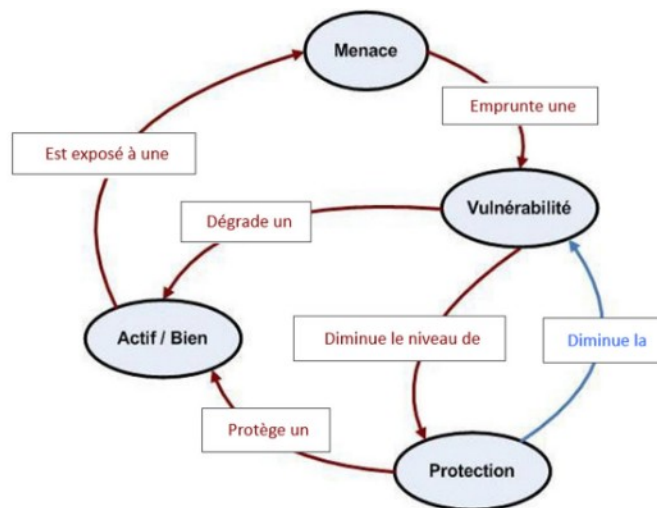 Menace
Emprunte une
Est exposé à une
Vulnérabilité
Dégrade un
Actif / Bien
Diminue le niveau de
Diminue la
Protège un
Protection